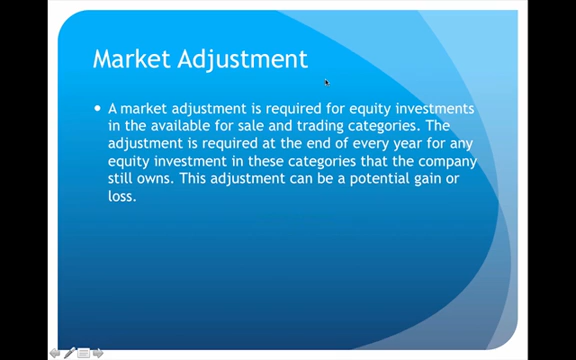 Market Adjustment
• A market adjustment is required for equity investments
in the available for sale and trading categories. The
adjustment is required at the end of every year for any
equity investment in these categories that the company
still owns. This adjustment can be a potential gain or
loss.